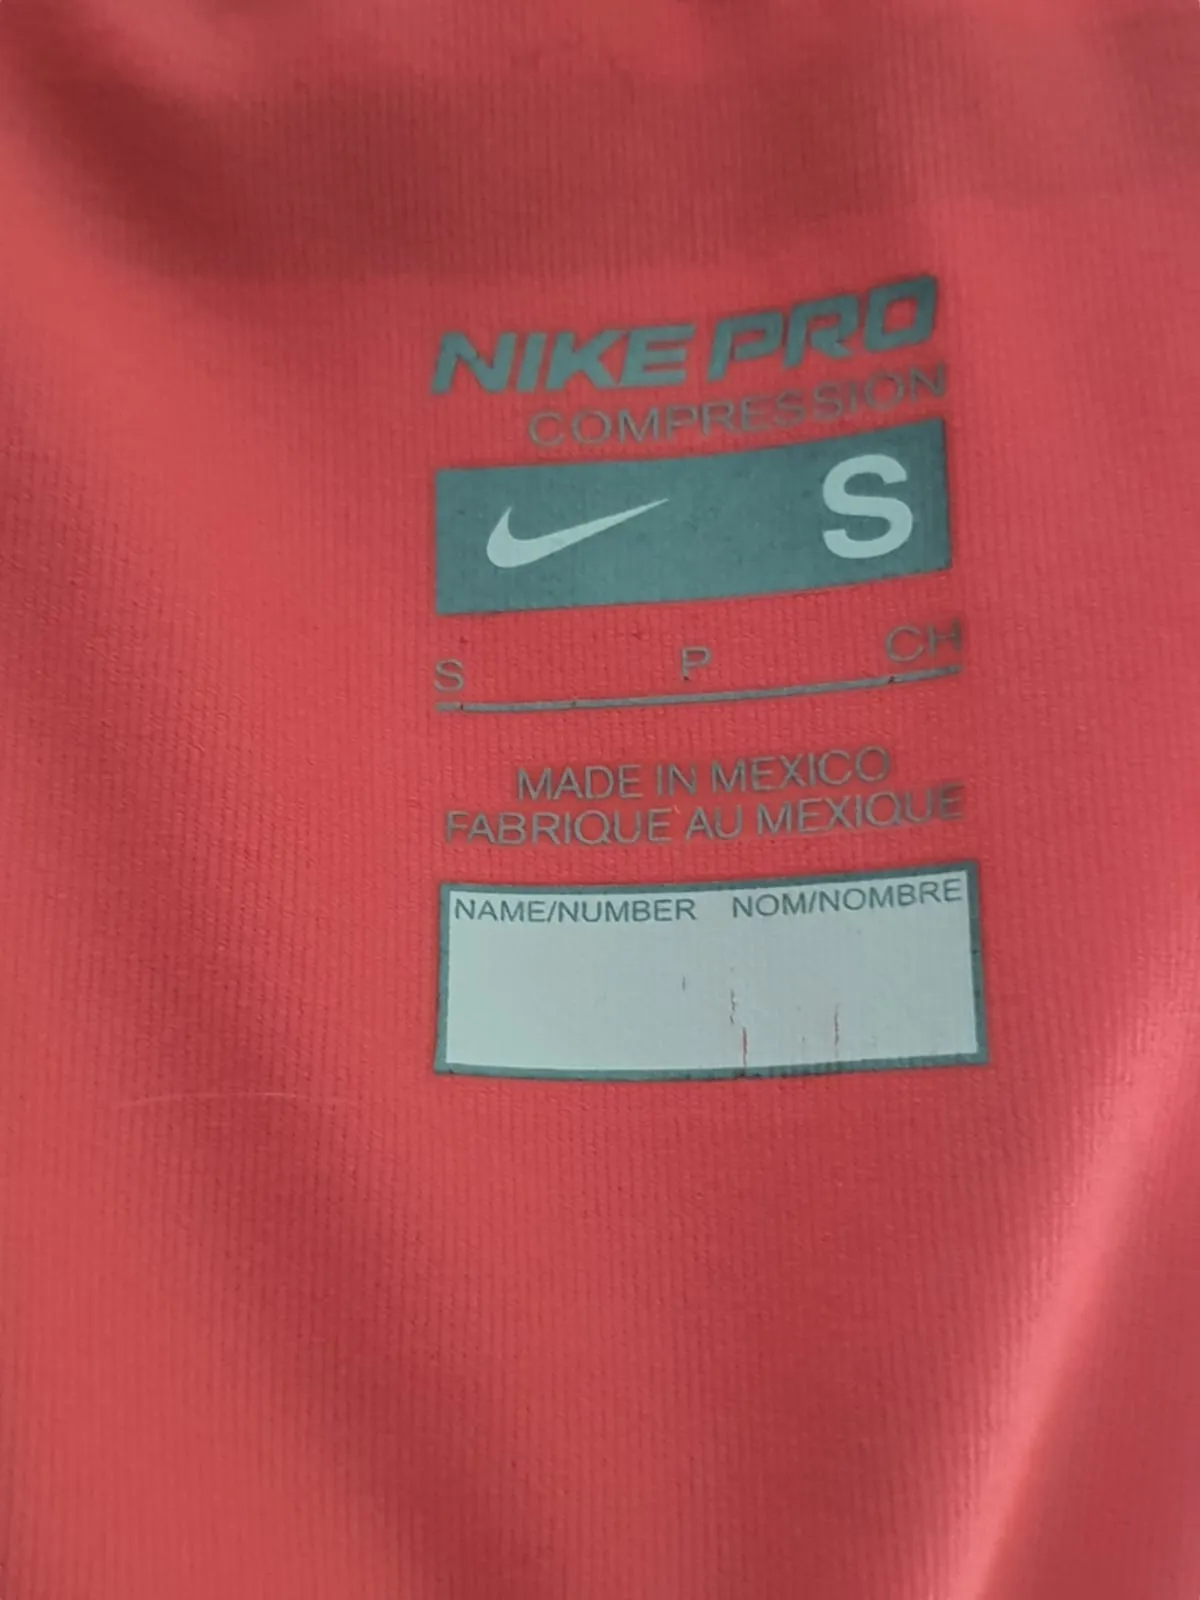 NIKE PRO
COMPRESSION
S
S P CH
MADE IN MEXICO
FABRIQUE AU MEXIQUE
NAME/NUMBER NOM/NOMBRE